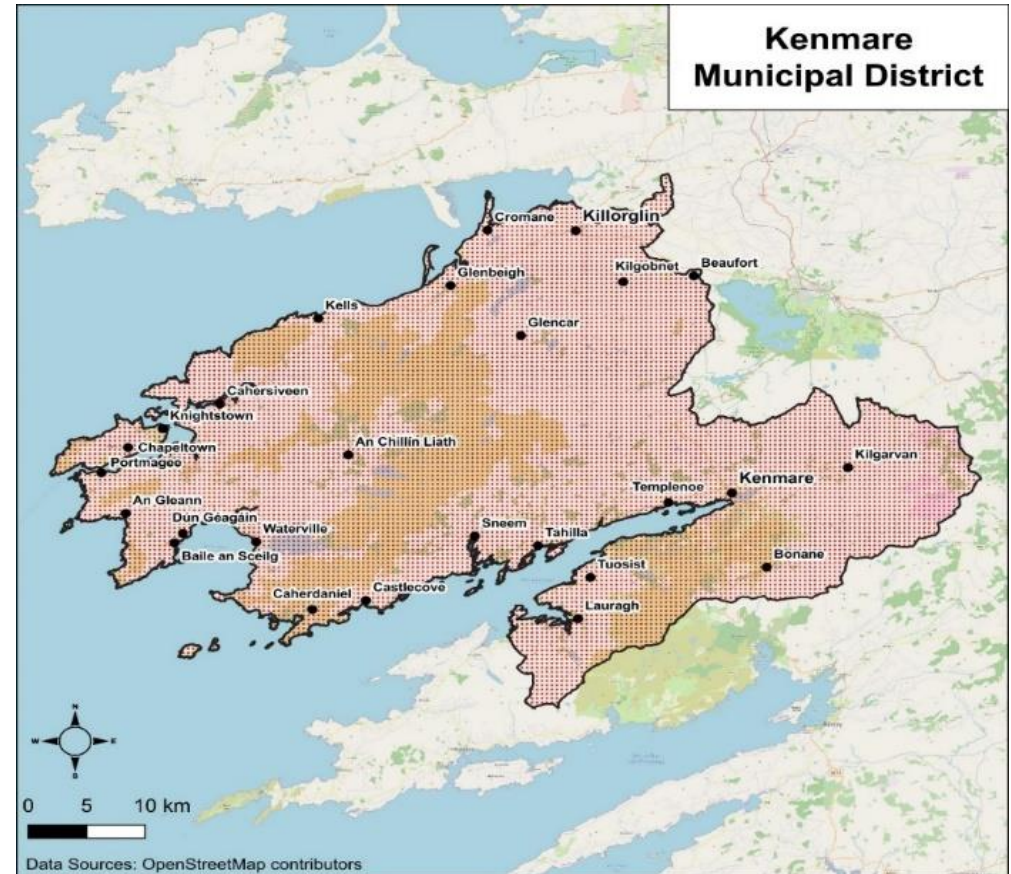 Kenmare
Municipal District
Cromane
Killorglin
Kilgobnet
Beaufort
Glenbeigh
Kells
Glencar
Cahersiveen
Knightstown
Chapeltown
Portmagee
An Chillín Liath
Kilgarvan
Templenoe
Kenmare
An Gleann
Dún Géagáin
Waterville
Sneem
Tahilla
Baile an Sceilg
Bonane
Tuosist
Castlecove
Caherdaniel
Lauragh
N
W
E
S
0 5 10 km
Data Sources: OpenStreetMap contributors